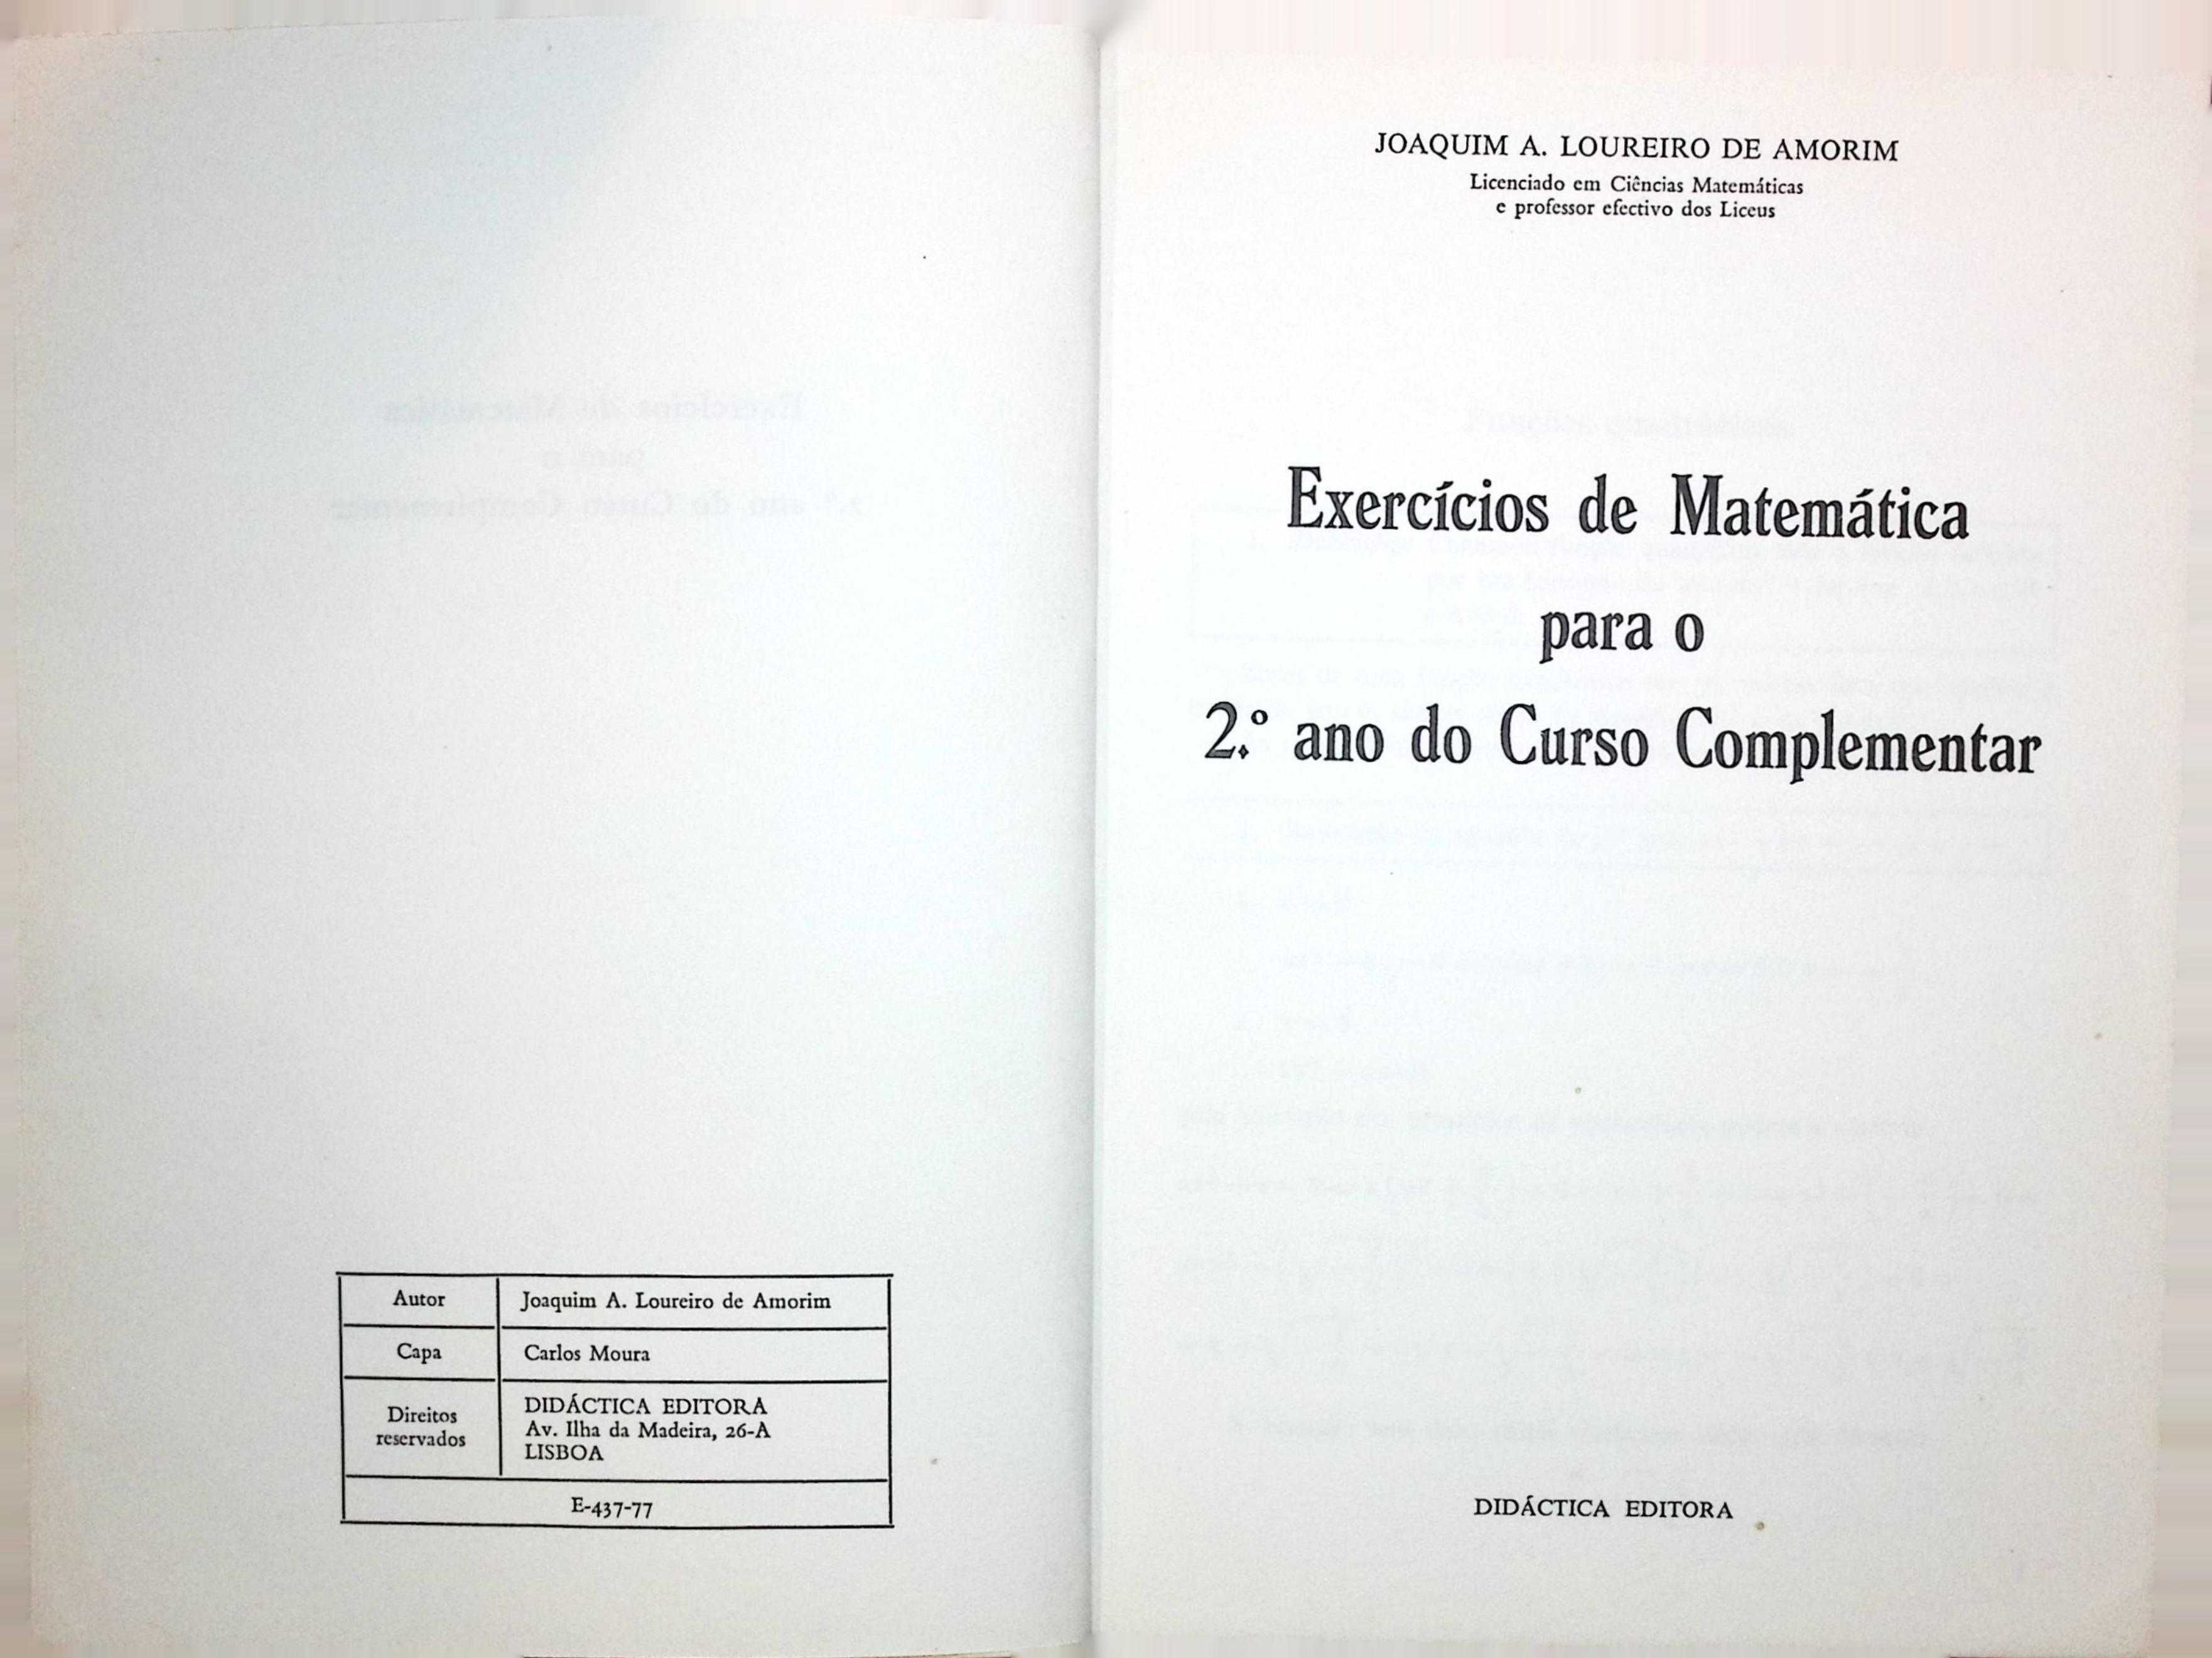 Autor
Joaquim A. Loureiro de Amorim
Capa
Carlos Moura
Direitos
reservados
DIDÁCTICA EDITORA
Av. Ilha da Madeira, 26-A
LISBOA
E-437-77
JOAQUIM A. LOUREIRO DE AMORIM
Licenciado em Ciências Matemáticas
e professor efectivo dos Liceus
Exercícios de Matemática
para o
2.º ano do Curso Complementar
DIDÁCTICA EDITORA